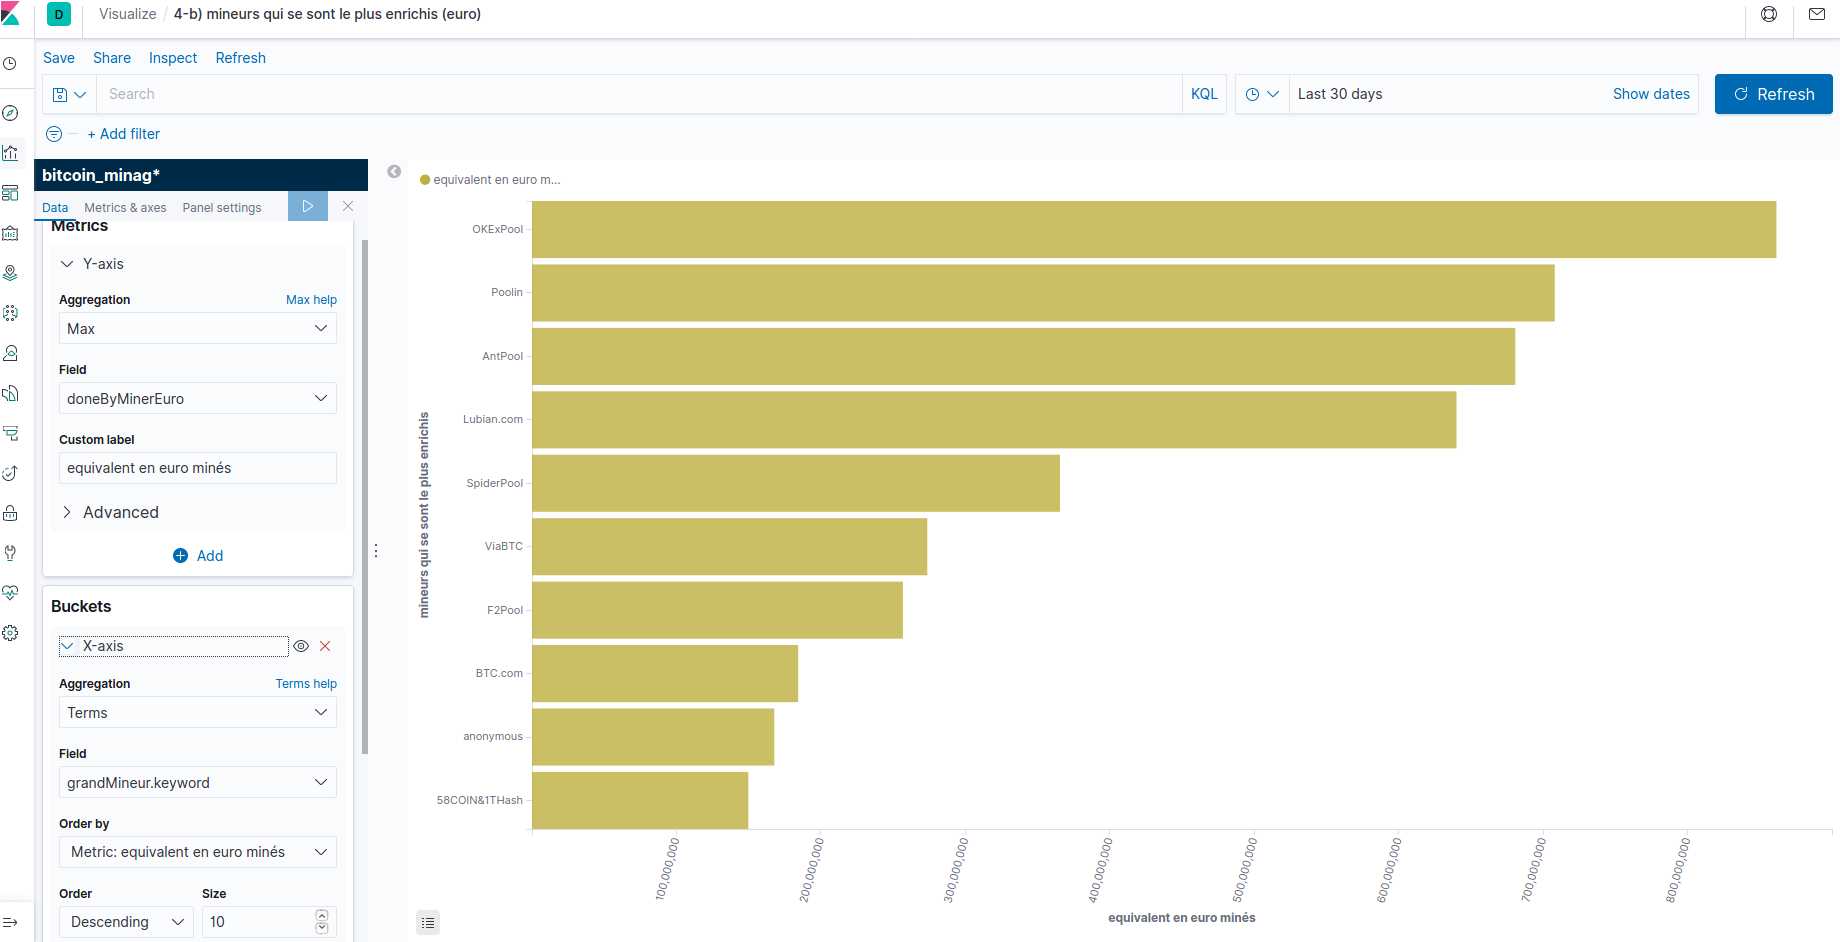 D Visualize / 4-b) mineurs qui se sont le plus enrichis (euro)
Save Share Inspect Refresh
Search KQL Last 30 days Show dates Refresh
+ Add filter
bitcoin_minag*
Data Metrics & axes Panel settings
Metrics
Y-axis
Aggregation Max help
Max
Field
doneByMinerEuro
Custom label
equivalent en euro minés
Advanced
Add
Buckets
X-axis
Aggregation Terms help
Terms
Field
grandMineur.keyword
Order by
Metric: equivalent en euro minés
Order Size
Descending 10
equivalent en euro m...
mineurs qui se sont le plus enrichis
OKExPool
Poolin
AntPool
Lubian.com
SpiderPool
ViaBTC
F2Pool
BTC.com
anonymous
58COIN&1THash
100,000,000 200,000,000 300,000,000 400,000,000 500,000,000 600,000,000 700,000,000 800,000,000
equivalent en euro minés